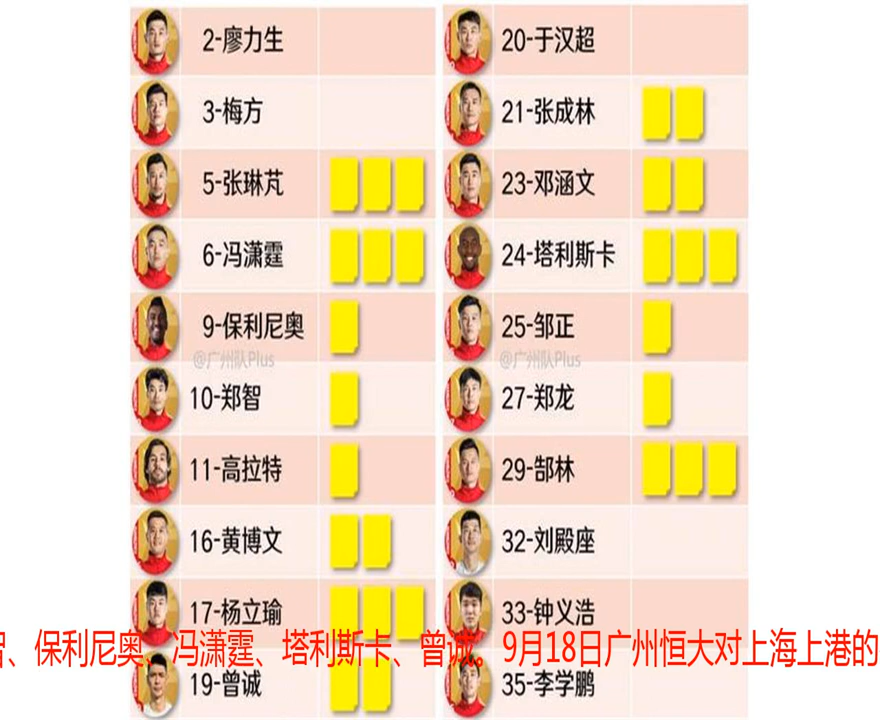 2-廖力生
20-于汉超
3-梅方
21-张成林
5-张琳芃
23-邓涵文
6-冯潇霆
24-塔利斯卡
9-保利尼奥
25-邹正
@广州队Plus
@广州队Plus
10-郑智
27-郑龙
11-高拉特
29-郜林
16-黄博文
32-刘殿座
17-杨立瑜
33-钟义浩
、保利尼奥、冯潇霆、塔利斯卡、曾诚。9月18日广州恒大对上海上港的
19-曾诚
35-李学鹏